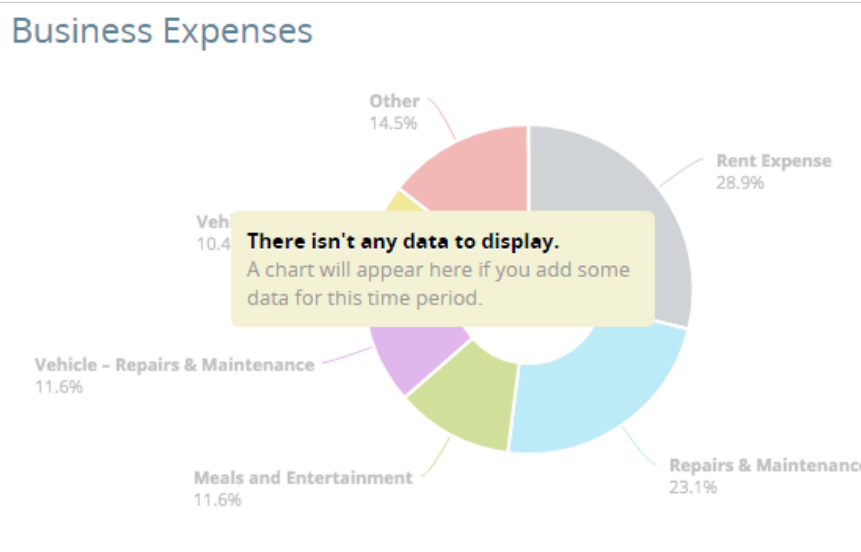 Business Expenses
Other
14.5%
Rent Expense
28.9%
There isn't any data to display.
A chart will appear here if you add some
data for this time period.
Vehicle – Repairs & Maintenance
11.6%
Meals and Entertainment
11.6%
Repairs &
23.1%